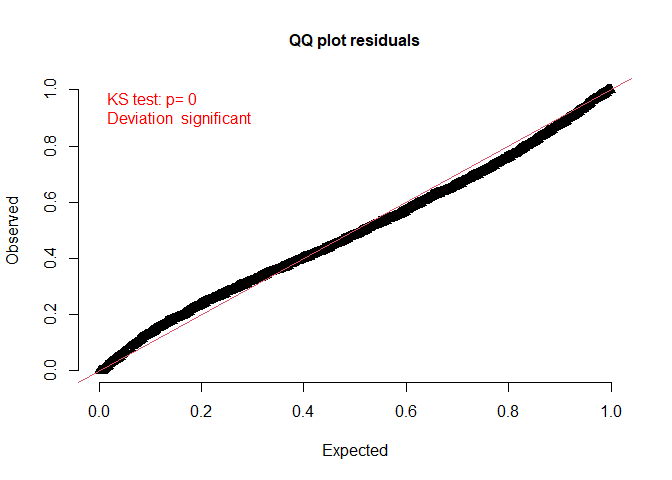 QQ plot residuals
KS test: p= 0
Deviation  significant
Observed
0.0
0.2
0.4
0.6
0.8
1.0
0.0 0.2 0.4 0.6 0.8 1.0
Expected